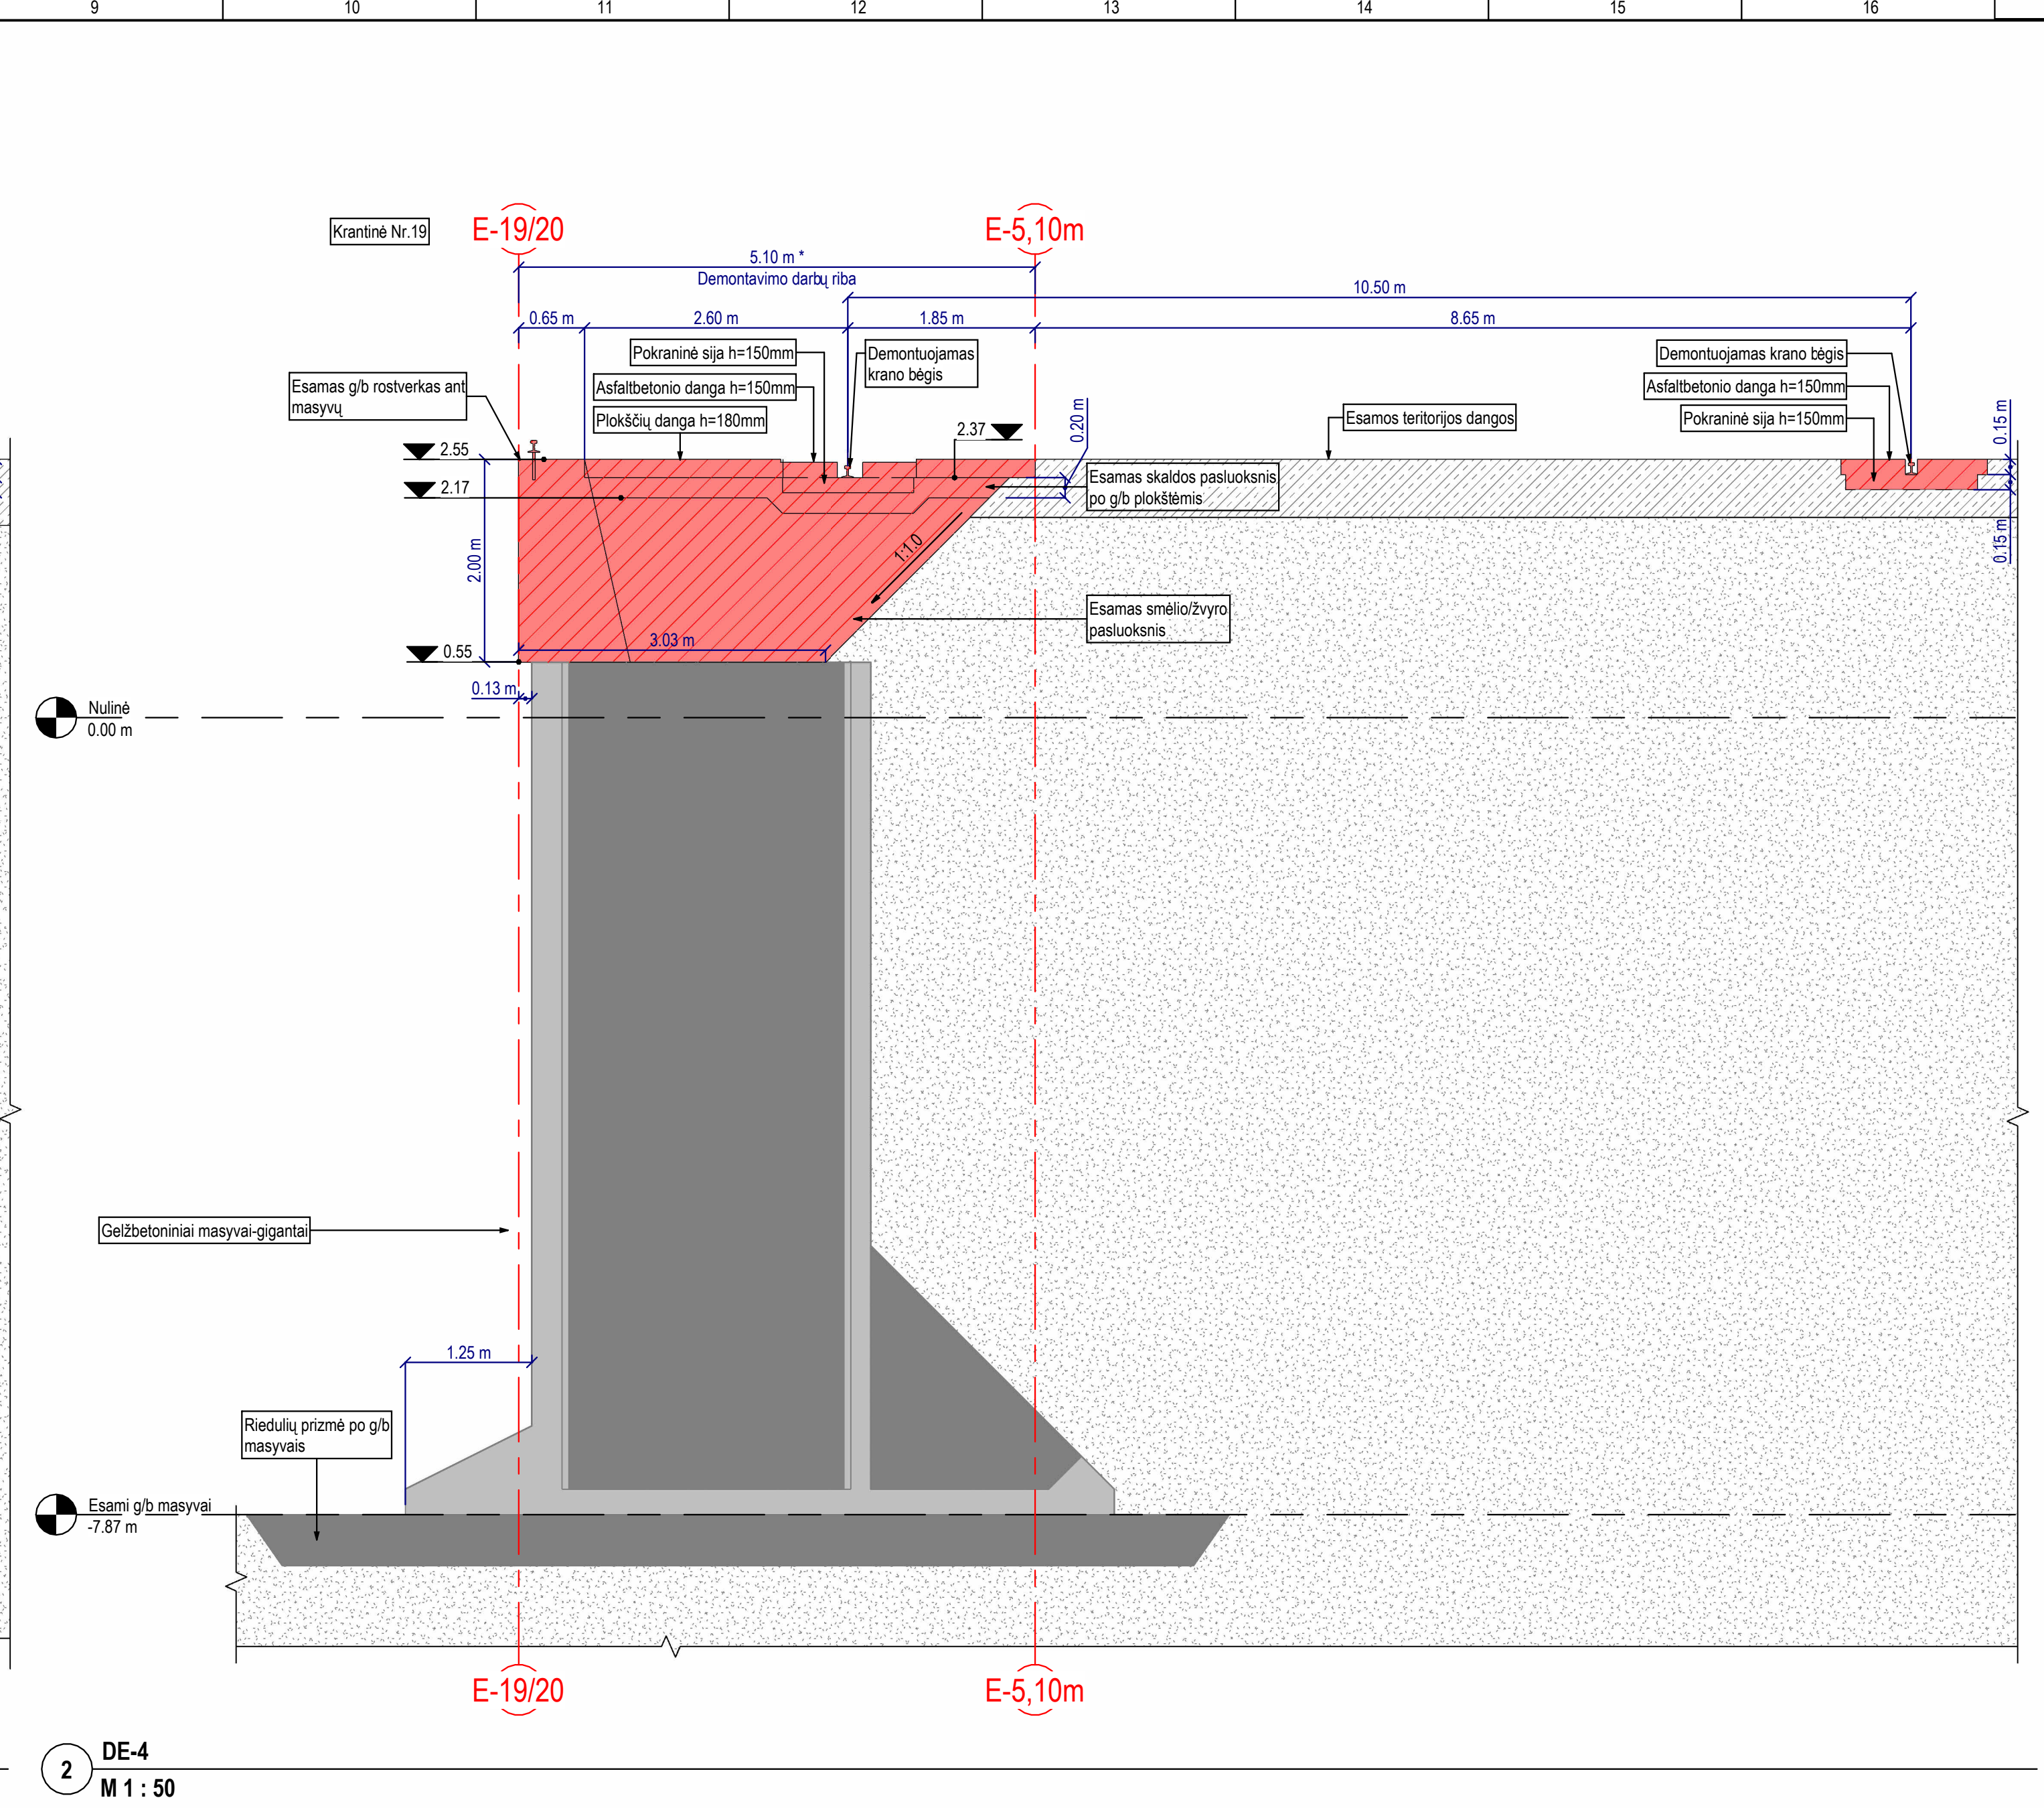 9 10 11 12 13 14 15 16
Krantinė Nr.19
E-19/20
E-5,10m
5.10 m *
Demontavimo darbų riba
10.50 m
0.65 m
2.60 m
1.85 m
8.65 m
Pokraninė sija h=150mm
Demontuojamas
krano bėgis
Demontuojamas krano bėgis
Esamas g/b rostverkas ant
masyvų
Asfaltbetonio danga h=150mm
Asfaltbetonio danga h=150mm
Plokščių danga h=180mm
2.37
0.20 m
Esamos teritorijos dangos
Pokraninė sija h=150mm
0.15 m
2.55
2.17
Esamas skaldos pasluoksnis
po g/b plokštėmis
0.15 m
2.00 m
1:1.0
Esamas smėlio/žvyro
pasluoksnis
3.03 m
0.55
0.13 m
Nulinė
0.00 m
Gelžbetoniniai masyvai-gigantai
1.25 m
Riedulių prizmė po g/b
masyvais
Esami g/b masyvai
-7.87 m
E-19/20
E-5,10m
2
DE-4
M 1 : 50